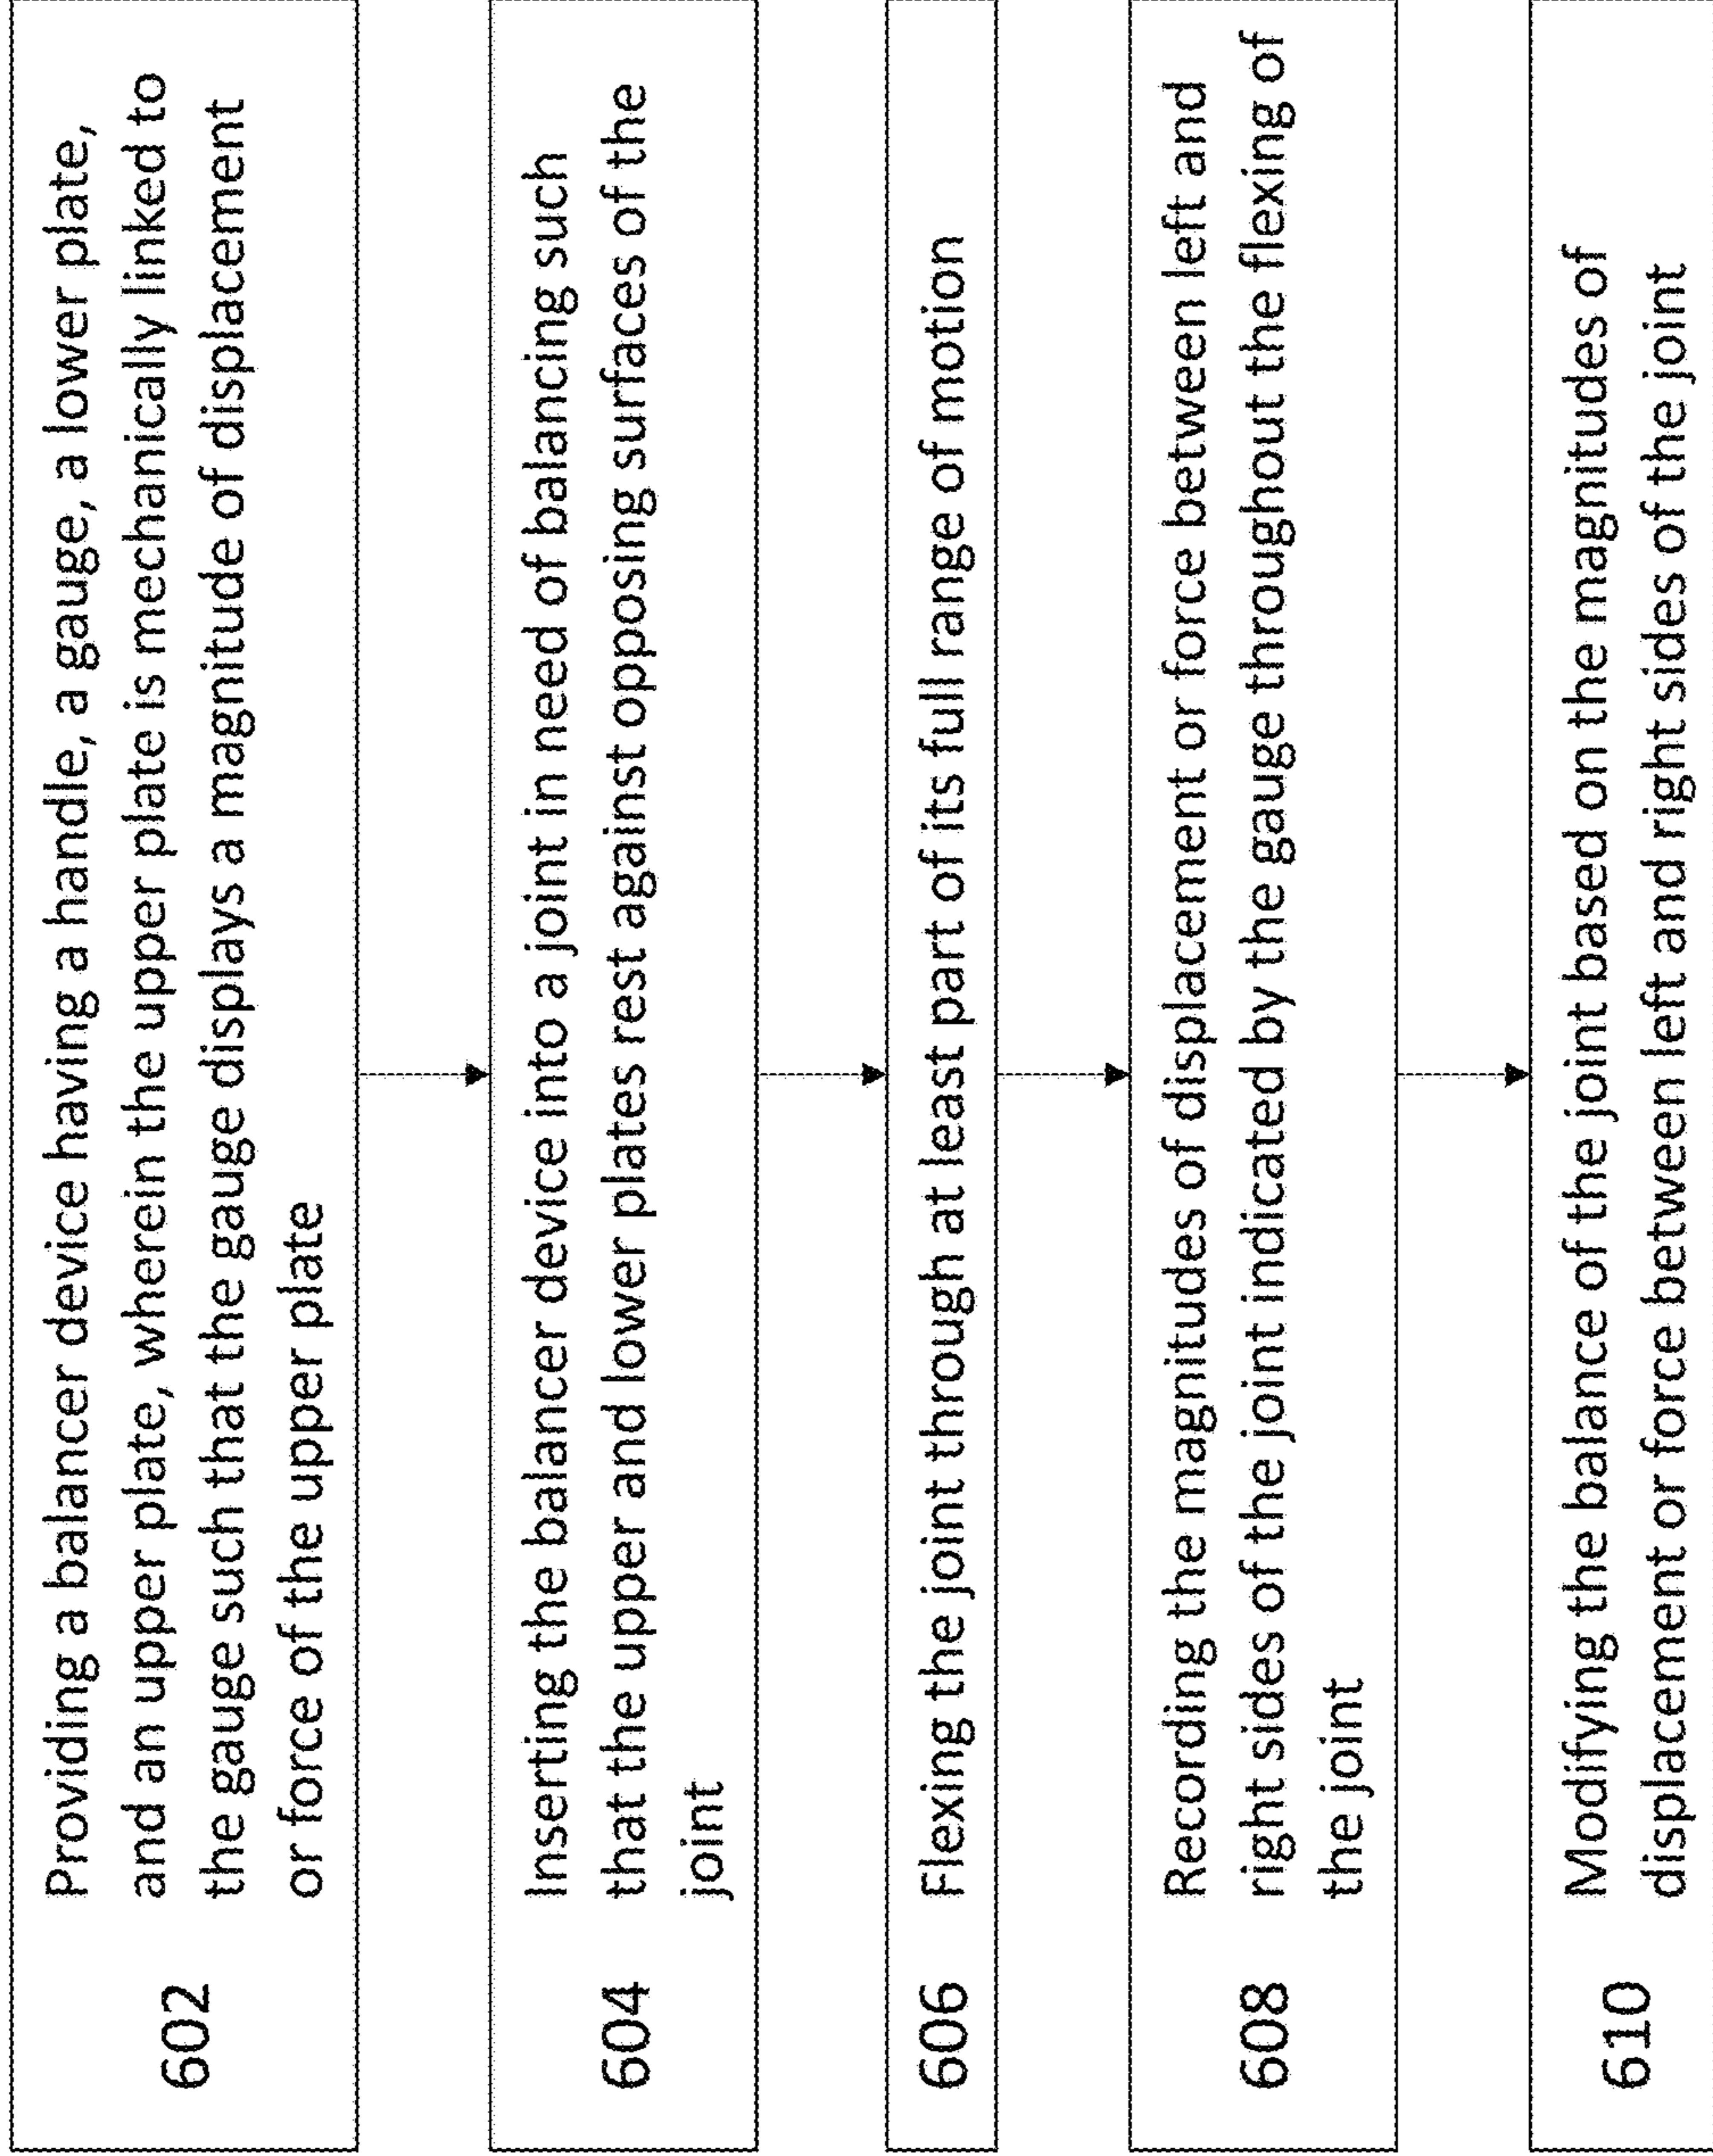 602
Providing a balancer device having a handle, a gauge, a lower plate,
and an upper plate, wherein the upper plate is mechanically linked to
the gauge such that the gauge displays a magnitude of displacement
or force of the upper plate
604
Inserting the balancer device into a joint in need of balancing such
that the upper and lower plates rest against opposing surfaces of the
joint
606
Flexing the joint through at least part of its full range of motion
608
Recording the magnitudes of displacement or force between left and
right sides of the joint indicated by the gauge throughout the flexing of
the joint
610
Modifying the balance of the joint based on the magnitudes of
displacement or force between left and right sides of the joint